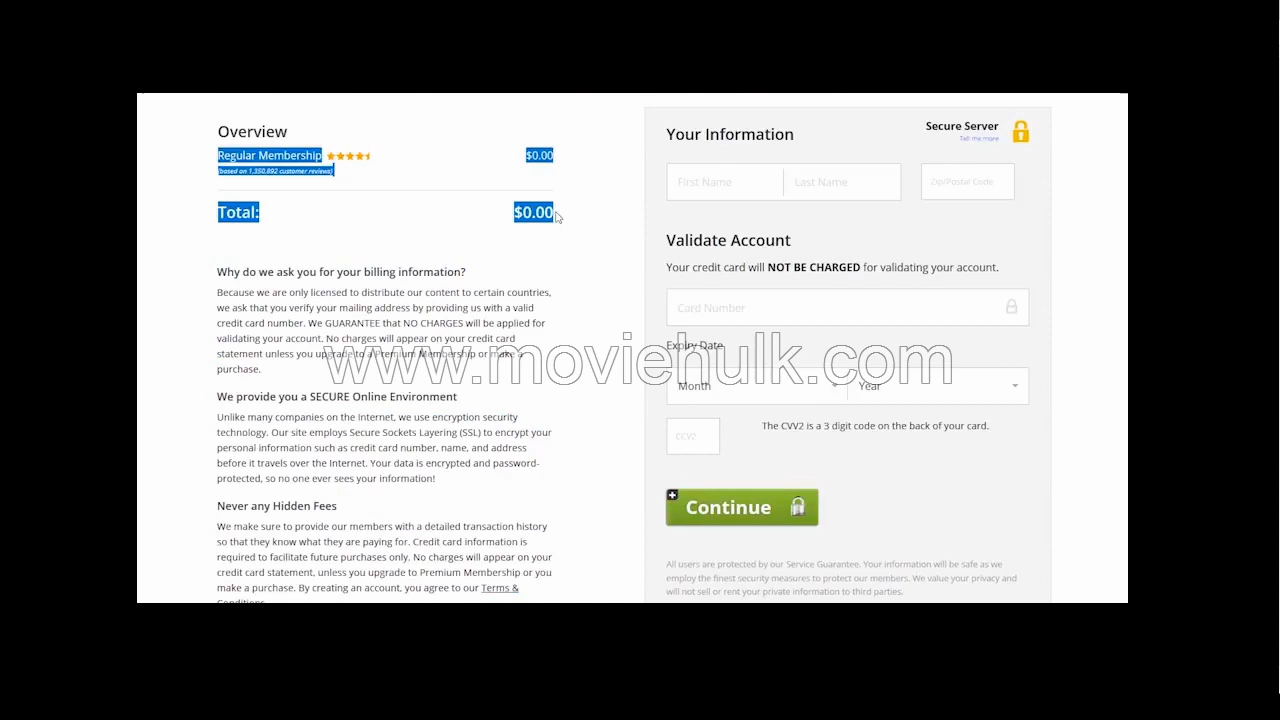 Overview
Regular Membership $0.00
(based on 1,350,892 customer reviews)
Total: $0.00
Why do we ask you for your billing information?
Because we are only licensed to distribute our content to certain countries,
we ask that you verify your mailing address by providing us with a valid
credit card number. We GUARANTEE that NO CHARGES will be applied for
validating your account. No charges will appear on your credit card
statement unless you upgrade to a Premium Membership or make a
purchase.
We provide you a SECURE Online Environment
Unlike many companies on the Internet, we use encryption security
technology. Our site employs Secure Sockets Layering (SSL) to encrypt your
personal information such as credit card number, name, and address
before it travels over the Internet. Your data is encrypted and password-
protected, so no one ever sees your information!
Never any Hidden Fees
We make sure to provide our members with a detailed transaction history
so that they know what they are paying for. Credit card information is
required to facilitate future purchases only. No charges will appear on your
credit card statement, unless you upgrade to Premium Membership or you
make a purchase. By creating an account, you agree to our Terms &
Conditions
Your Information
Secure Server
Tell me more
First Name Last Name Zip/Postal Code
Validate Account
Your credit card will NOT BE CHARGED for validating your account.
Card Number
Expiry Date
www.moviehulk.com
Month Year
CCV2 The CVV2 is a 3 digit code on the back of your card.
Continue
All users are protected by our Service Guarantee. Your information will be safe as we
employ the finest security measures to protect our members. We value your privacy and
will not sell or rent your private information to third parties.